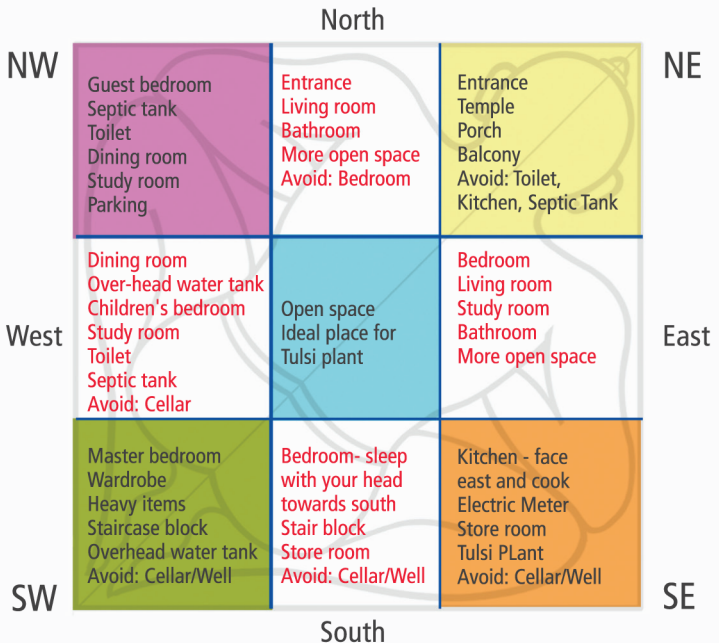 North
NW
NE
Guest bedroom
Septic tank
Toilet
Dining room
Study room
Parking
Entrance
Living room
Bathroom
More open space
Avoid: Bedroom
Entrance
Temple
Porch
Balcony
Avoid: Toilet,
Kitchen, Septic Tank
West
Dining room
Over-head water tank
Children's bedroom
Study room
Toilet
Septic tank
Avoid: Cellar
Open space
Ideal place for
Tulsi plant
Bedroom
Living room
Study room
Bathroom
More open space
East
Master bedroom
Wardrobe
Heavy items
Staircase block
Overhead water tank
Avoid: Cellar/Well
Bedroom- sleep
with your head
towards south
Stair block
Store room
Avoid: Cellar/Well
Kitchen - face
east and cook
Electric Meter
Store room
Tulsi PLant
Avoid: Cellar/Well
SW
SE
South